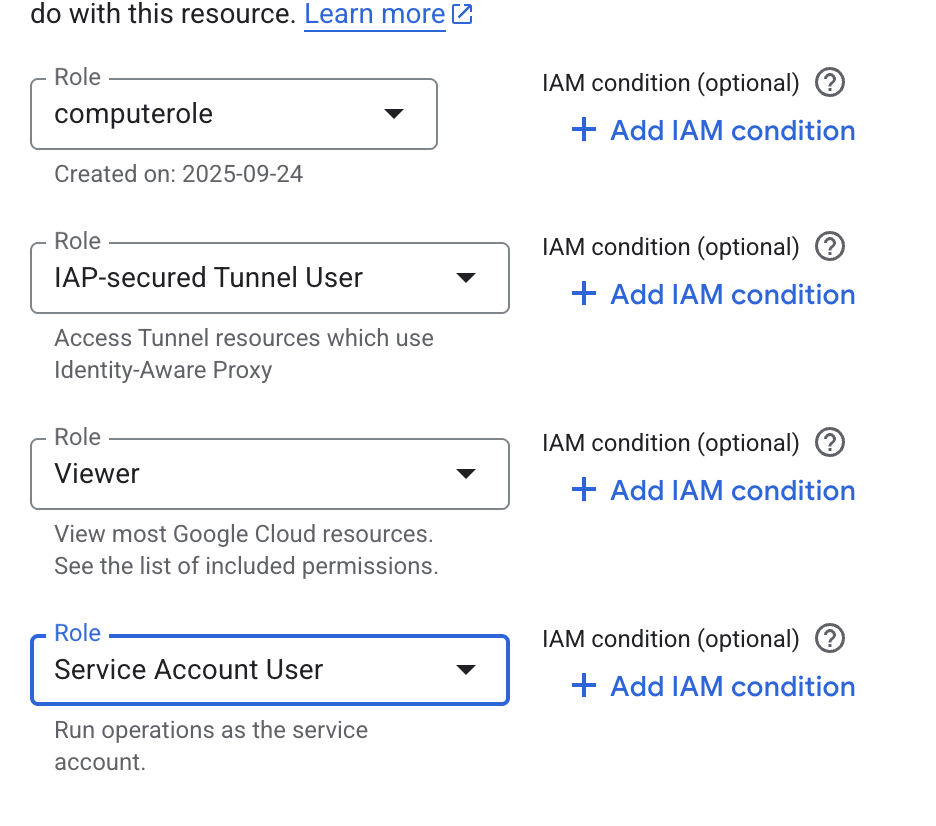 do with this resource. Learn more
Role
computerole
IAM condition (optional)
+ Add IAM condition
Created on: 2025-09-24
Role
IAP-secured Tunnel User
IAM condition (optional)
+ Add IAM condition
Access Tunnel resources which use
Identity-Aware Proxy
Role
Viewer
IAM condition (optional)
+ Add IAM condition
View most Google Cloud resources.
See the list of included permissions.
Role
Service Account User
IAM condition (optional)
+ Add IAM condition
Run operations as the service
account.